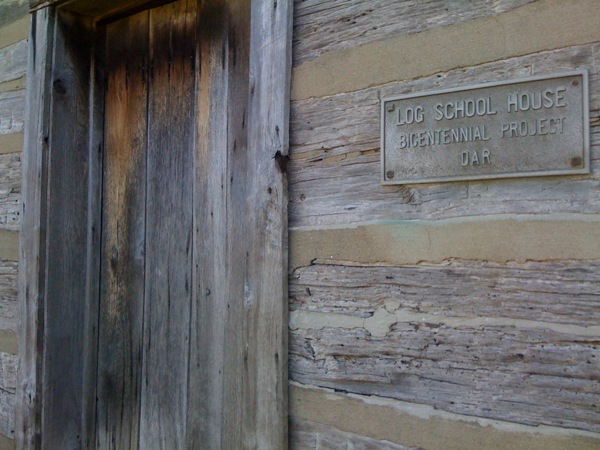 LOG SCHOOL HOUSE
BICENTENNIAL PROJECT
DAR